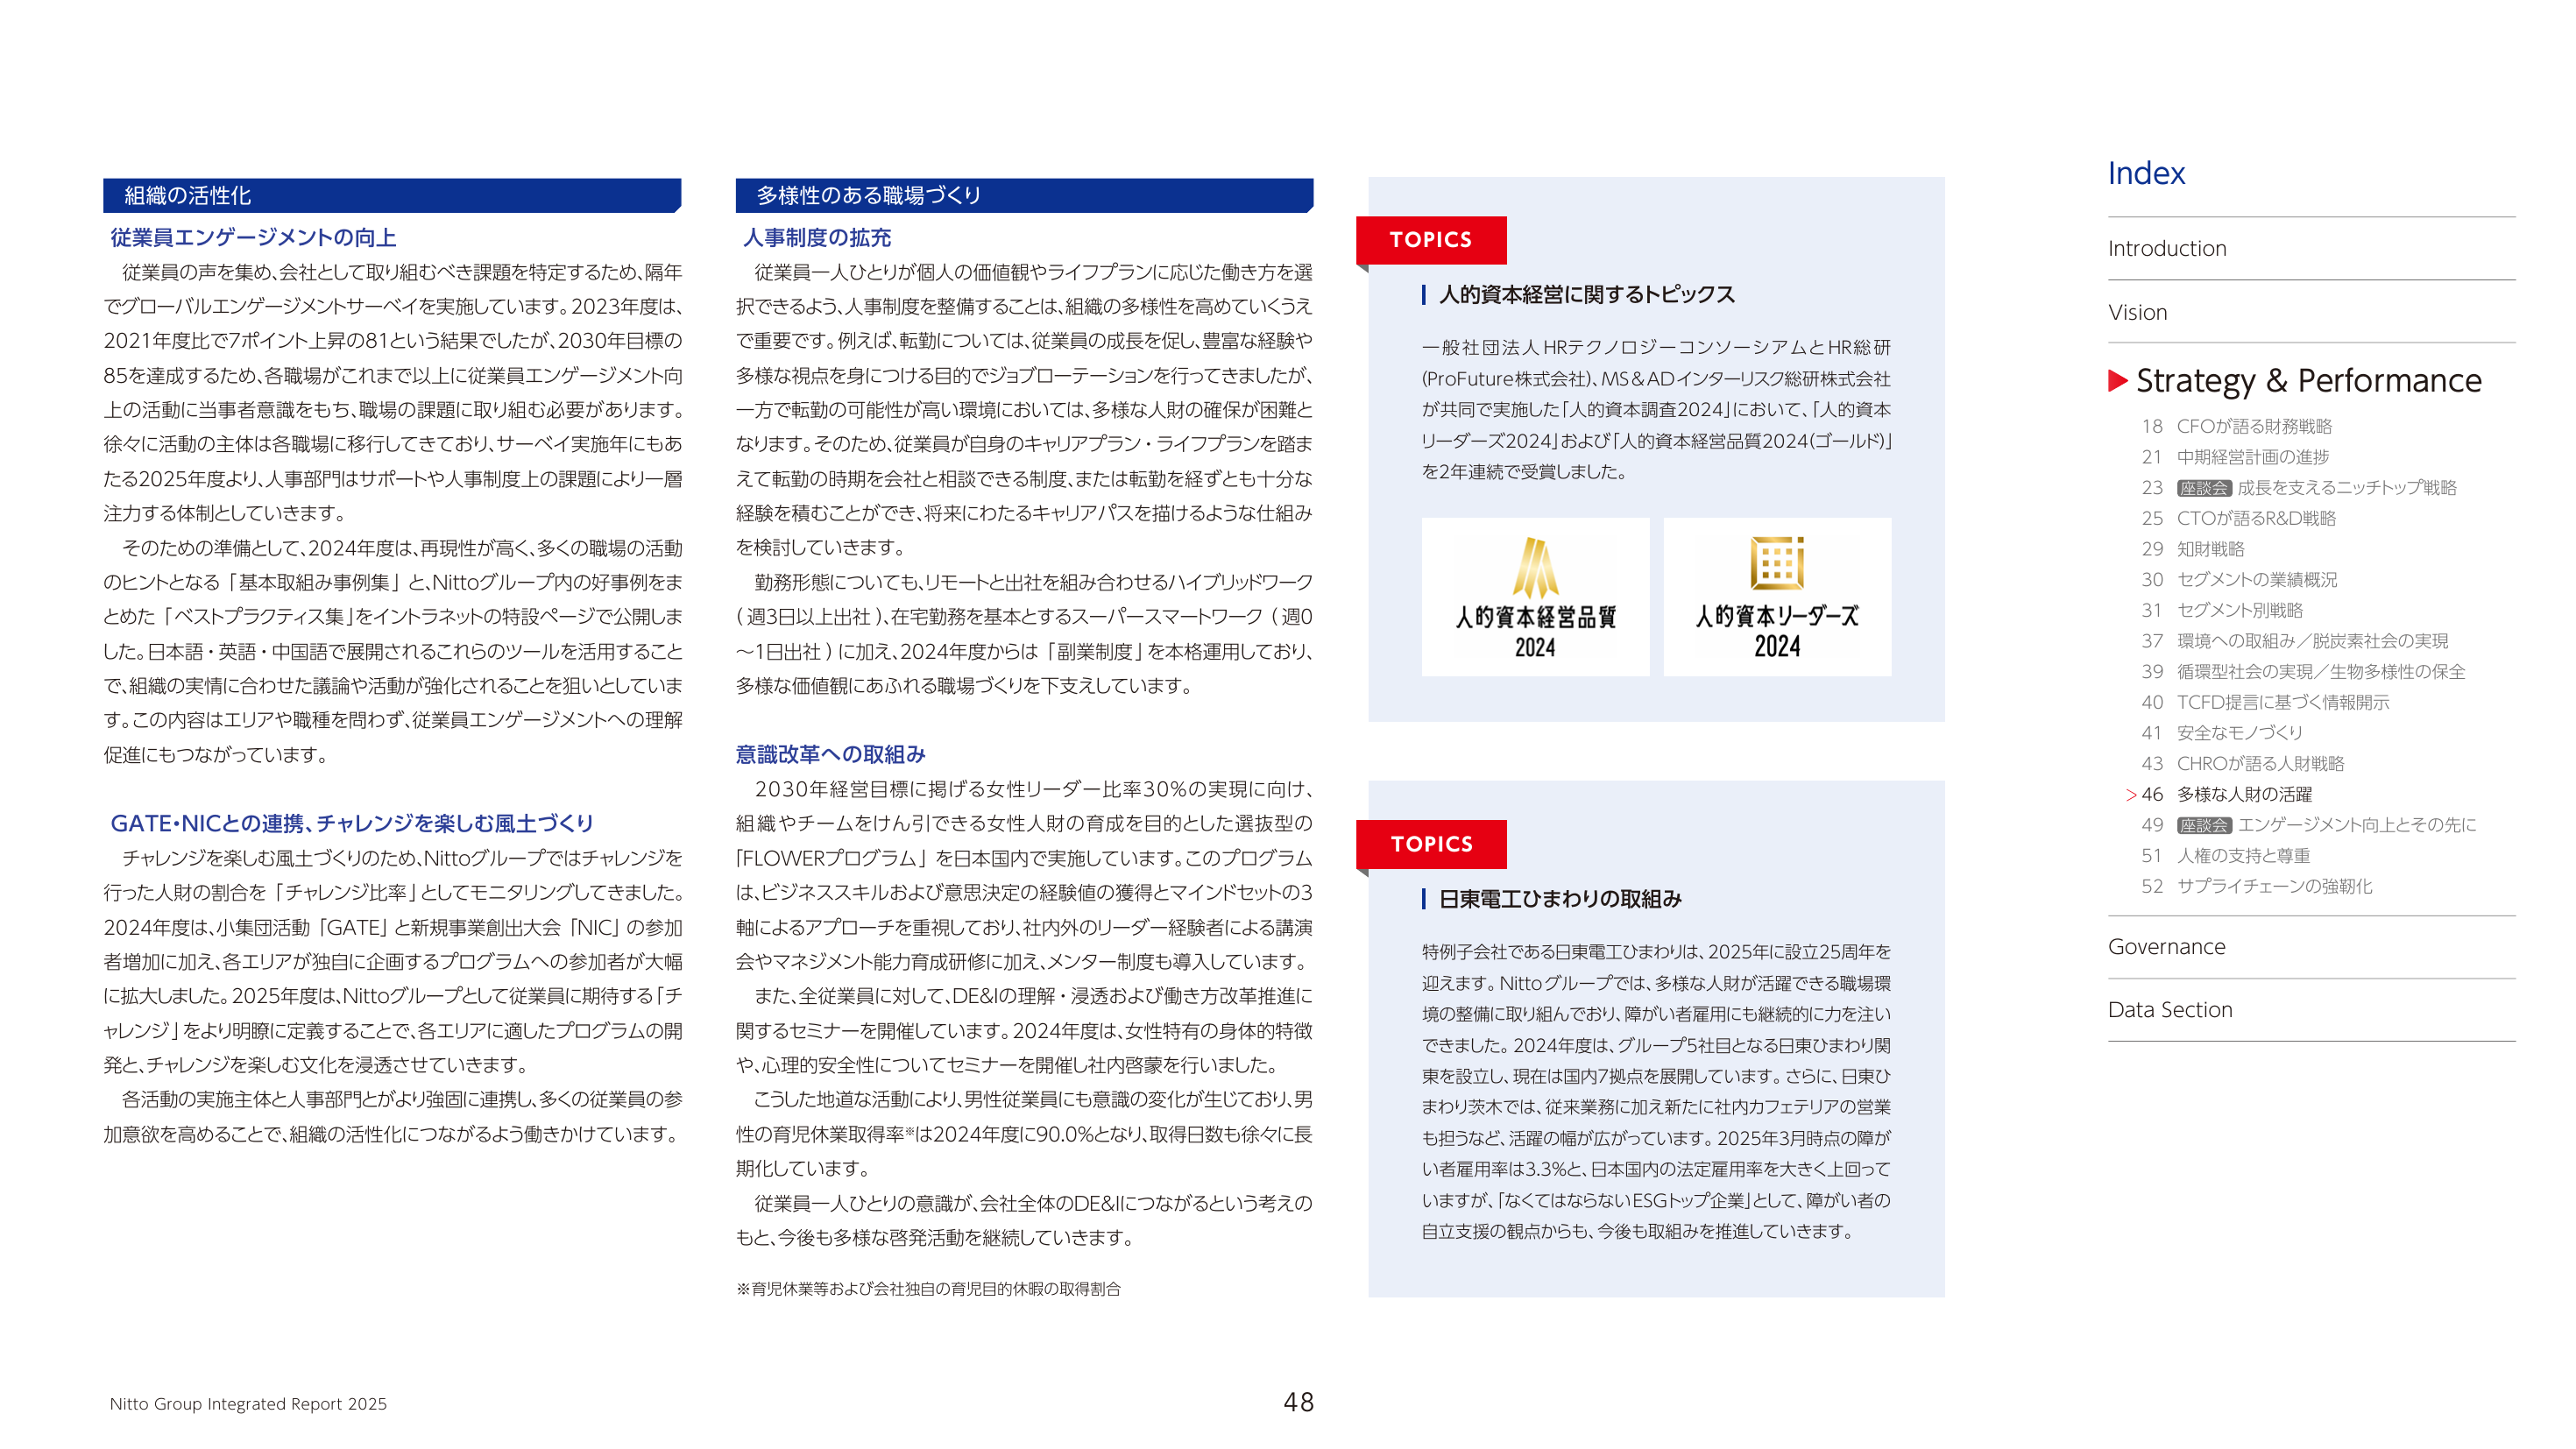 組織の活性化
従業員エンゲージメントの向上
従業員の声を集め、会社として取り組むべき課題を特定するため、隔年
でグローバルエンゲージメントサーベイを実施しています。2023年度は、
2021年度比で7ポイント上昇の81という結果でしたが、2030年目標の
85を達成するため、各職場がこれまで以上に従業員エンゲージメント向
上の活動に当事者意識をもち、職場の課題に取り組む必要があります。
徐々に活動の主体は各職場に移行してきており、サーベイ実施年にもあ
たる2025年度より、人事部門はサポートや人事制度上の課題により一層
注力する体制としていきます。
そのための準備として、2024年度は、再現性が高く、多くの職場の活動
のヒントとなる「基本取組み事例集」と、Nittoグループ内の好事例をま
とめた「ベストプラクティス集」をイントラネットの特設ページで公開しま
した。日本語・英語・中国語で展開されるこれらのツールを活用すること
で、組織の実情に合わせた議論や活動が強化されることを狙いとしていま
す。この内容はエリアや職種を問わず、従業員エンゲージメントへの理解
促進にもつながっています。
GATE・NICとの連携、チャレンジを楽しむ風土づくり
チャレンジを楽しむ風土づくりのため、Nittoグループではチャレンジを
行った人財の割合を「チャレンジ比率」としてモニタリングしてきました。
2024年度は、小集団活動「GATE」と新規事業創出大会「NIC」の参加
者増加に加え、各エリアが独自に企画するプログラムへの参加者が大幅
に拡大しました。2025年度は、Nittoグループとして従業員に期待する「チ
ャレンジ」をより明瞭に定義することで、各エリアに適したプログラムの開
発と、チャレンジを楽しむ文化を浸透させていきます。
各活動の実施主体と人事部門とがより強固に連携し、多くの従業員の参
加意欲を高めることで、組織の活性化につながるよう働きかけています。
多様性のある職場づくり
人事制度の拡充
従業員一人ひとりが個人の価値観やライフプランに応じた働き方を選
択できるよう、人事制度を整備することは、組織の多様性を高めていくうえ
で重要です。例えば、転勤については、従業員の成長を促し、豊富な経験や
多様な視点を身につける目的でジョブローテーションを行ってきましたが、
一方で転勤の可能性が高い環境においては、多様な人財の確保が困難と
なります。そのため、従業員が自身のキャリアプラン・ライフプランを踏ま
えて転勤の時期を会社と相談できる制度、または転勤を経ずとも十分な
経験を積むことができ、将来にわたるキャリアパスを描けるような仕組み
を検討していきます。
勤務形態についても、リモートと出社を組み合わせるハイブリッドワーク
（週3日以上出社）、在宅勤務を基本とするスーパースマートワーク（週0
～1日出社）に加え、2024年度からは「副業制度」を本格運用しており、
多様な価値観にあふれる職場づくりを下支えしています。
意識改革への取組み
2030年経営目標に掲げる女性リーダー比率30%の実現に向け、
組織やチームをけん引できる女性人財の育成を目的とした選抜型の
「FLOWERプログラム」を日本国内で実施しています。このプログラム
は、ビジネススキルおよび意思決定の経験値の獲得とマインドセットの3
軸によるアプローチを重視しており、社内外のリーダー経験者による講演
会やマネジメント能力育成研修に加え、メンター制度も導入しています。
また、全従業員に対して、DE&Iの理解・浸透および働き方改革推進に
関するセミナーを開催しています。2024年度は、女性特有の身体的特徴
や、心理的安全性についてセミナーを開催し社内啓蒙を行いました。
こうした地道な活動により、男性従業員にも意識の変化が生じており、男
性の育児休業取得率※は2024年度に90.0%となり、取得日数も徐々に長
期化しています。
従業員一人ひとりの意識が、会社全体のDE&Iにつながるという考えの
もと、今後も多様な啓発活動を継続していきます。
※育児休業等および会社独自の育児目的休暇の取得割合
TOPICS
人的資本経営に関するトピックス
一般社団法人HRテクノロジーコンソーシアムとHR総研
(ProFuture株式会社)、MS＆ADインターリスク総研株式会社
が共同で実施した「人的資本調査2024」において、「人的資本
リーダーズ2024」および「人的資本経営品質2024(ゴールド)」
を2年連続で受賞しました。
人的資本経営品質
2024
人的資本リーダーズ
2024
TOPICS
日東電工ひまわりの取組み
特例子会社である日東電工ひまわりは、2025年に設立25周年を
迎えます。Nittoグループでは、多様な人財が活躍できる職場環
境の整備に取り組んでおり、障がい者雇用にも継続的に力を注い
できました。2024年度は、グループ5社目となる日東ひまわり関
東を設立し、現在は国内7拠点を展開しています。さらに、日東ひ
まわり茨木では、従来業務に加え新たに社内カフェテリアの営業
も担うなど、活躍の幅が広がっています。2025年3月時点の障が
い者雇用率は3.3%と、日本国内の法定雇用率を大きく上回って
いますが、「なくてはならないESGトップ企業」として、障がい者の
自立支援の観点からも、今後も取組みを推進していきます。
Index
Introduction
Vision
Strategy & Performance
18 CFOが語る財務戦略
21 中期経営計画の進捗
23 座談会 成長を支えるニッチトップ戦略
25 CTOが語るR&D戦略
29 知財戦略
30 セグメントの業績概況
31 セグメント別戦略
37 環境への取組み／脱炭素社会の実現
39 循環型社会の実現／生物多様性の保全
40 TCFD提言に基づく情報開示
41 安全なモノづくり
43 CHROが語る人財戦略
> 46 多様な人財の活躍
49 座談会 エンゲージメント向上とその先に
51 人権の支持と尊重
52 サプライチェーンの強靭化
Governance
Data Section
Nitto Group Integrated Report 2025
48